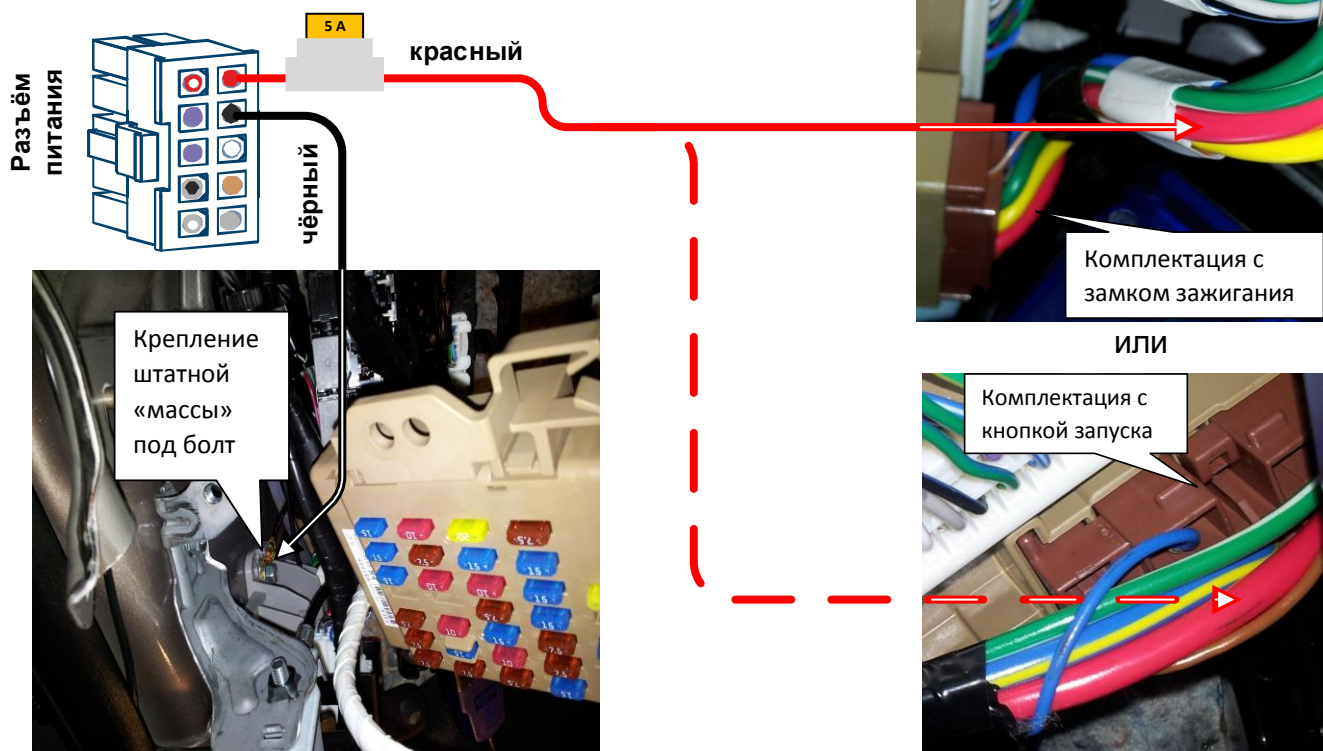 5 А
красный
Разъём
питания
чёрный
Крепление
штатной
«массы»
под болт
Комплектация с
замком зажигания
или
Комплектация с
кнопкой запуска